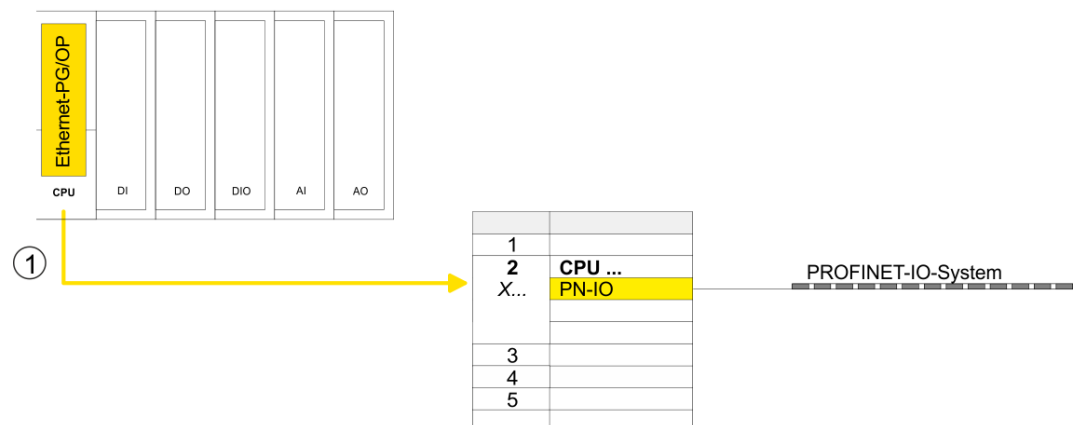 Ethernet-PG/OP
CPU
DI
DO
DIO
AI
AO
1
1
2 CPU ...
X... PN-IO
3
4
5
PROFINET-IO-System